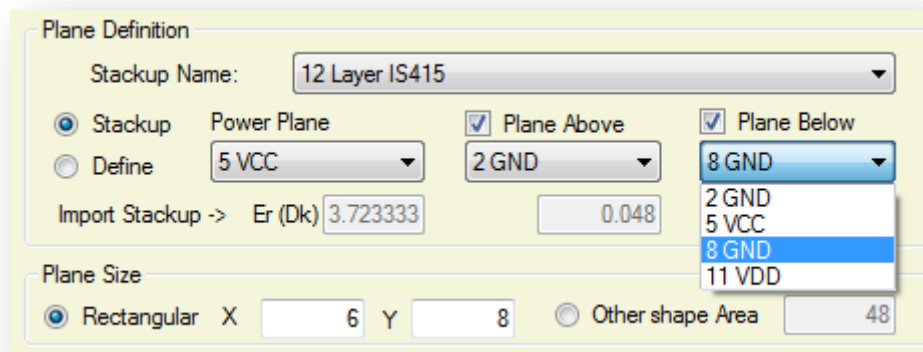 Plane Definition
Stackup Name: 12 Layer IS415
Stackup Power Plane Plane Above Plane Below
Define 5 VCC 2 GND 8 GND
Import Stackup -> Er (Dk) 3.723333 0.048
2 GND
5 VCC
8 GND
11 VDD
Plane Size
Rectangular X 6 Y 8 Other shape Area 48